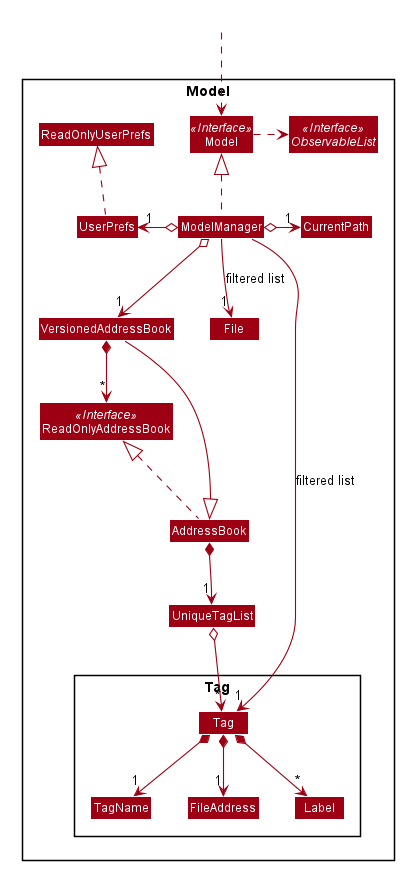 Model
ReadOnlyUserPrefs
«Interface»
Model
«Interface»
ObservableList
UserPrefs
1
ModelManager
1
CurrentPath
filtered list
1
1
VersionedAddressBook
File
*
«Interface»
ReadOnlyAddressBook
filtered list
AddressBook
1
UniqueTagList
Tag
*
1
Tag
1
1
*
TagName
FileAddress
Label